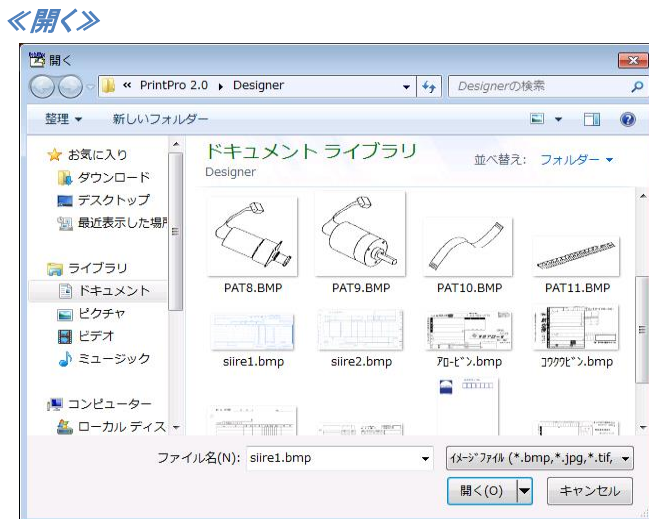 ≪開く≫
開く
« PrintPro 2.0 ▸ Designer
Designerの検索
整理 ▼ 新しいフォルダー
お気に入り
ダウンロード
デスクトップ
最近表示した場所
ライブラリ
ドキュメント
ピクチャ
ビデオ
ミュージック
コンピューター
ローカル ディス
ドキュメント ライブラリ
Designer
並べ替え: フォルダー ▼
PAT8.BMP
PAT9.BMP
PAT10.BMP
PAT11.BMP
siire1.bmp
siire2.bmp
ｱﾛｰﾋﾞﾝ.bmp
ｺｳｸｳﾋﾞﾝ.bmp
ファイル名(N): siire1.bmp
ｲﾒｰｼﾞﾌｧｲﾙ (*.bmp,*.jpg,*.tif,
開く(O)
キャンセル